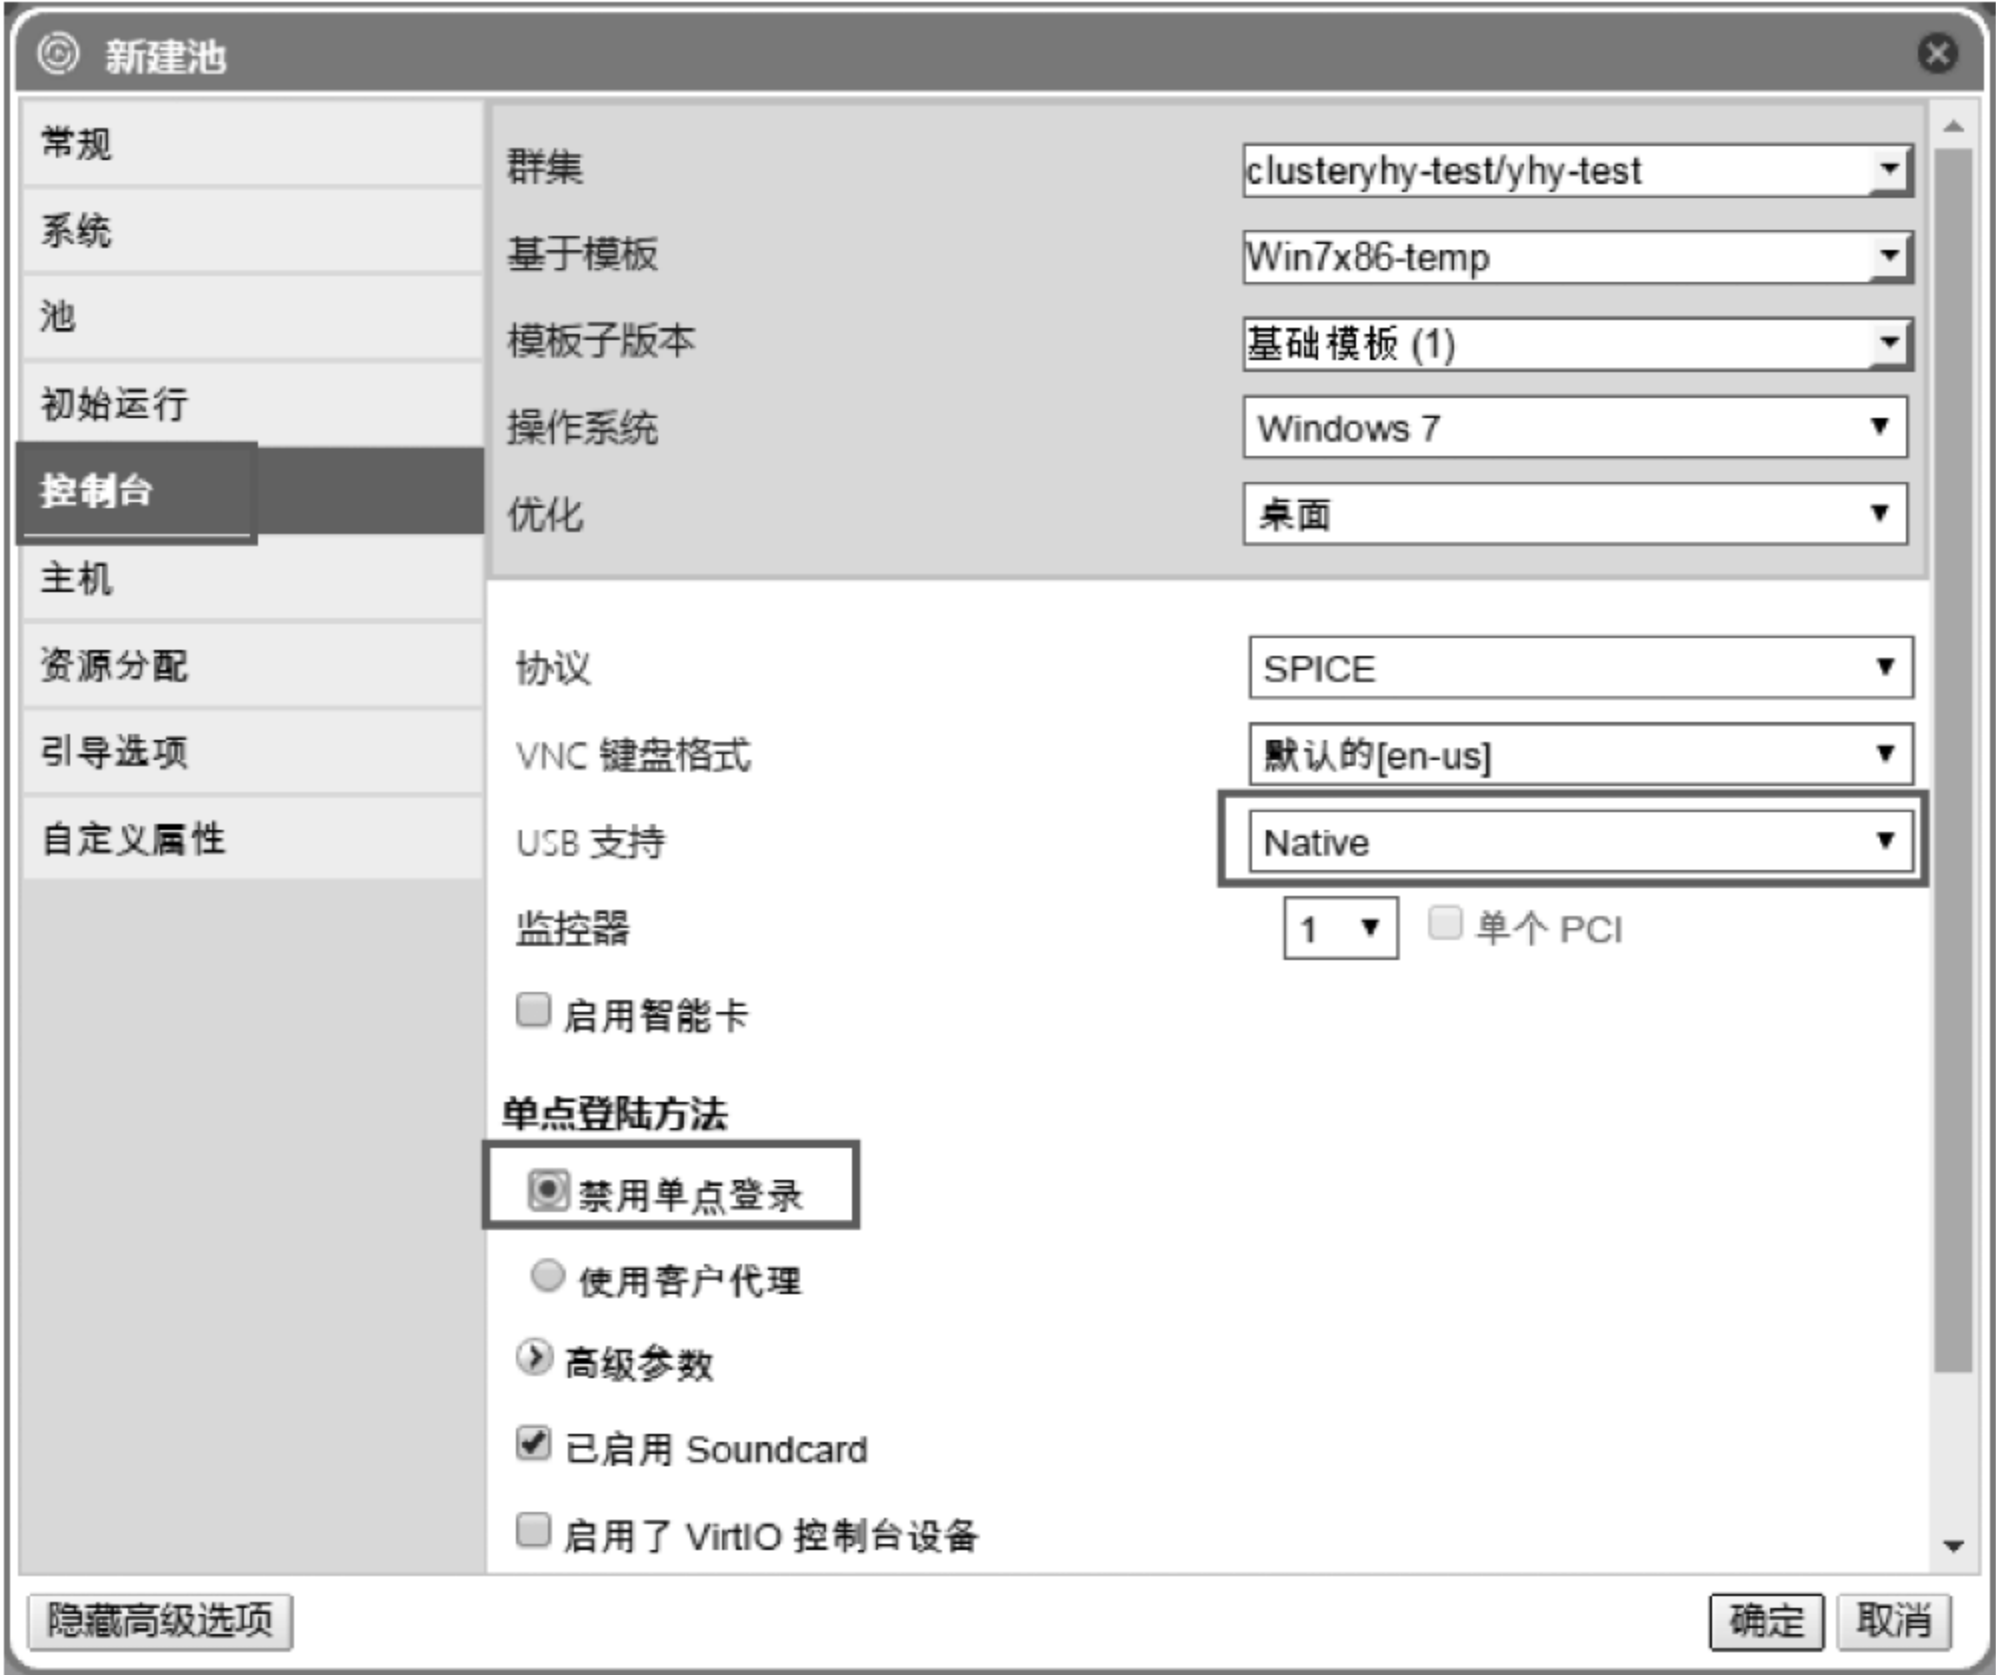 新建池
常规
系统
池
初始运行
控制台
主机
资源分配
引导选项
自定义属性
群集 clusteryhy-test/yhy-test
基于模板 Win7x86-temp
模板子版本 基础模板 (1)
操作系统 Windows 7
优化 桌面
协议 SPICE
VNC 键盘格式 默认的[en-us]
USB 支持 Native
监控器 1 单个 PCI
启用智能卡
单点登陆方法
禁用单点登录
使用客户代理
高级参数
已启用 Soundcard
启用了 VirtIO 控制台设备
隐藏高级选项 确定 取消